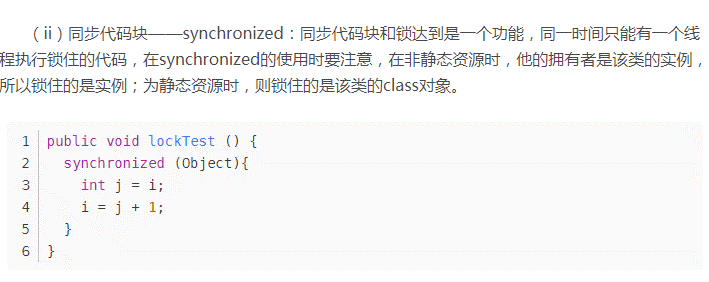 （ii）同步代码块——synchronized：同步代码块和锁达到是一个功能，同一时间只能有一个线
程执行锁住的代码，在synchronized的使用时要注意，在非静态资源时，他的拥有者是该类的实例，
所以锁住的是实例；为静态资源时，则锁住的是该类的class对象。
1 public void lockTest () {
2   synchronized (Object){
3     int j = i;
4     i = j + 1;
5   }
6 }